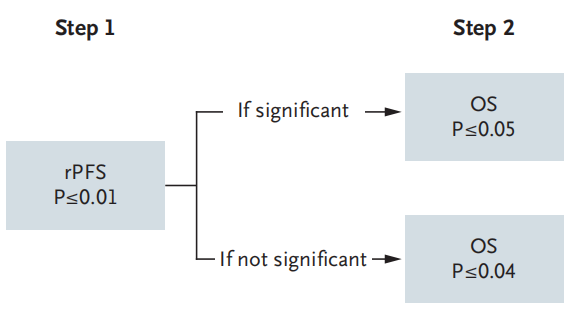 Step 1
Step 2
rPFS
P≤0.01
If significant
OS
P≤0.05
If not significant
OS
P≤0.04